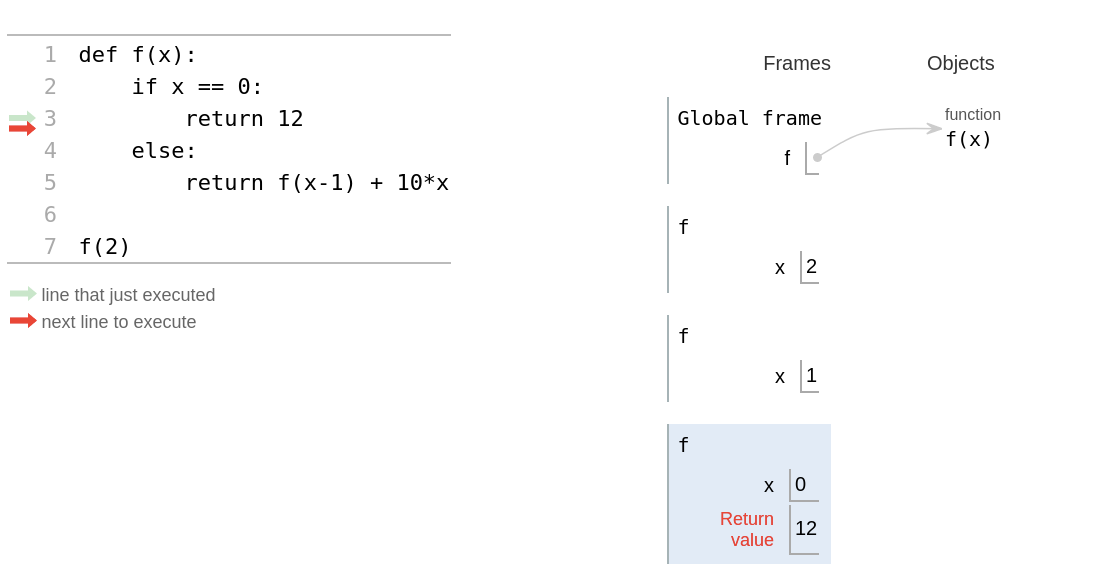 1 def f(x):
2     if x == 0:
3         return 12
4     else:
5         return f(x-1) + 10*x
6
7 f(2)
line that just executed
next line to execute
Frames Objects
Global frame
f
function
f(x)
f
x 2
f
x 1
f
x 0
Return
value 12